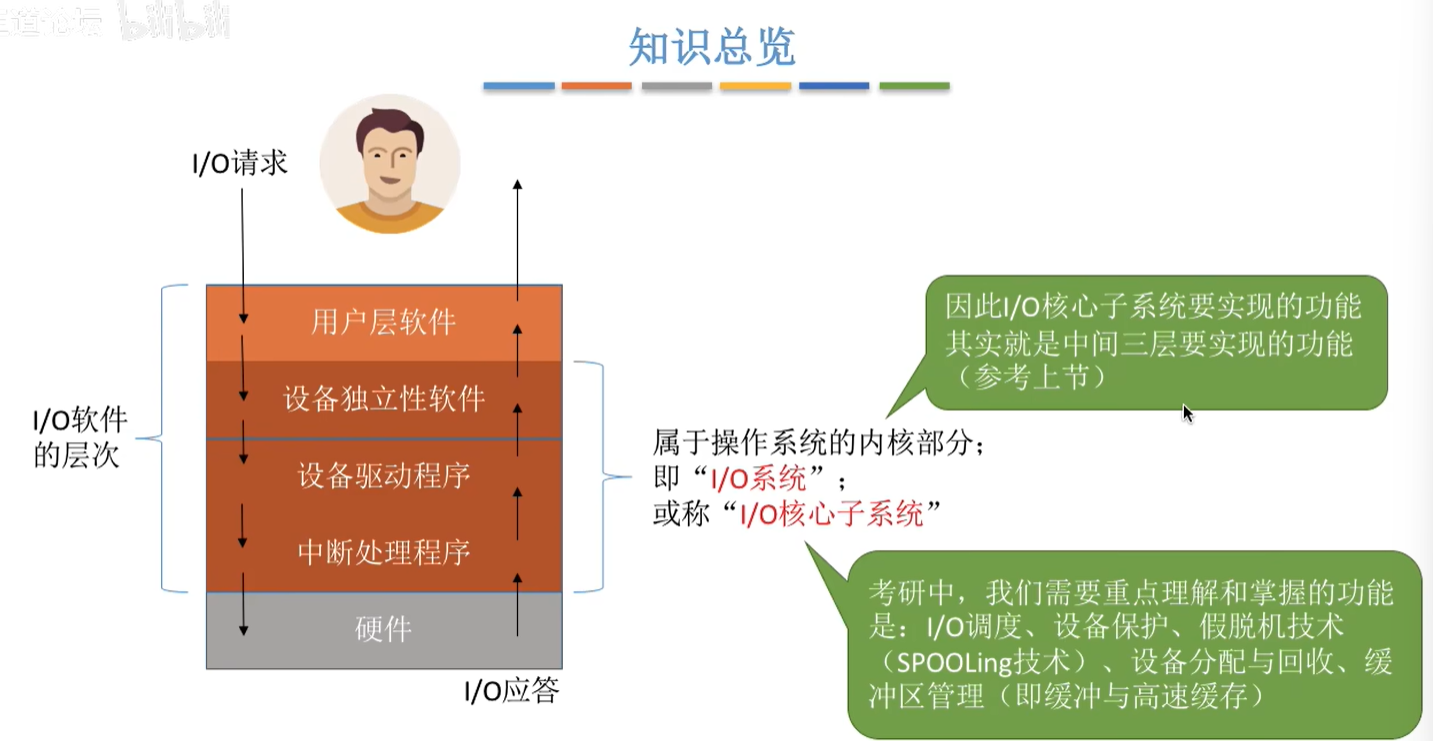 道论坛 bilibili
知识总览
I/O请求
用户层软件
设备独立性软件
设备驱动程序
中断处理程序
硬件
I/O应答
I/O软件
的层次
属于操作系统的内核部分；
即“I/O系统”；
或称“I/O核心子系统”
因此I/O核心子系统要实现的功能
其实就是中间三层要实现的功能
（参考上节）
考研中，我们需要重点理解和掌握的功能
是：I/O调度、设备保护、假脱机技术
（SPOOLing技术）、设备分配与回收、缓
冲区管理（即缓冲与高速缓存）